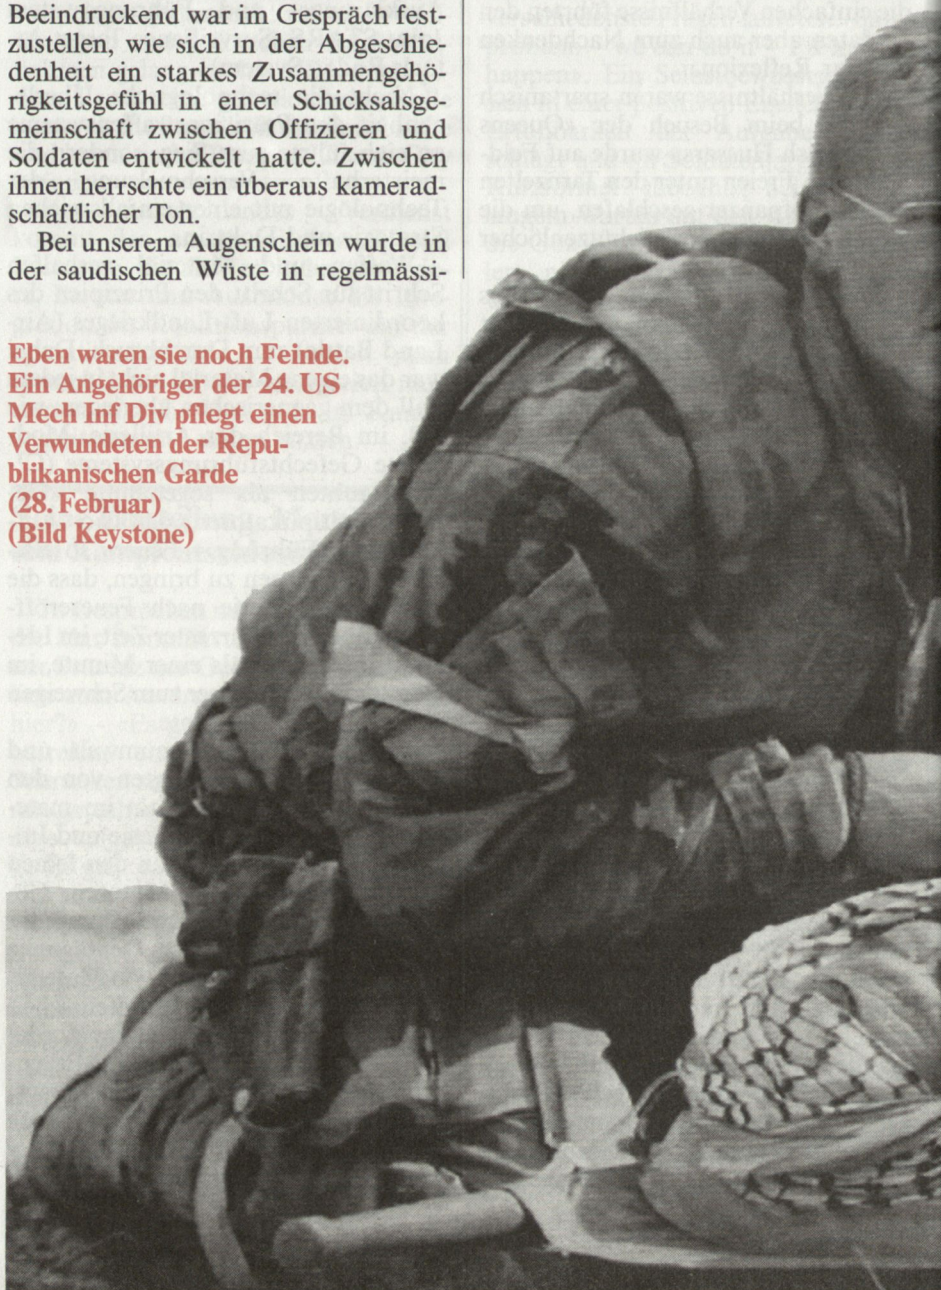 Beeindruckend war im Gespräch fest-
zustellen, wie sich in der Abgeschie-
denheit ein starkes Zusammengehö-
rigkeitsgefühl in einer Schicksalsge-
meinschaft zwischen Offizieren und
Soldaten entwickelt hatte. Zwischen
ihnen herrschte ein überaus kamerad-
schaftlicher Ton.
Bei unserem Augenschein wurde in
der saudischen Wüste in regelmässi-
Eben waren sie noch Feinde.
Ein Angehöriger der 24. US
Mech Inf Div pflegt einen
Verwundeten der Repu-
blikanischen Garde
(28. Februar)
(Bild Keystone)